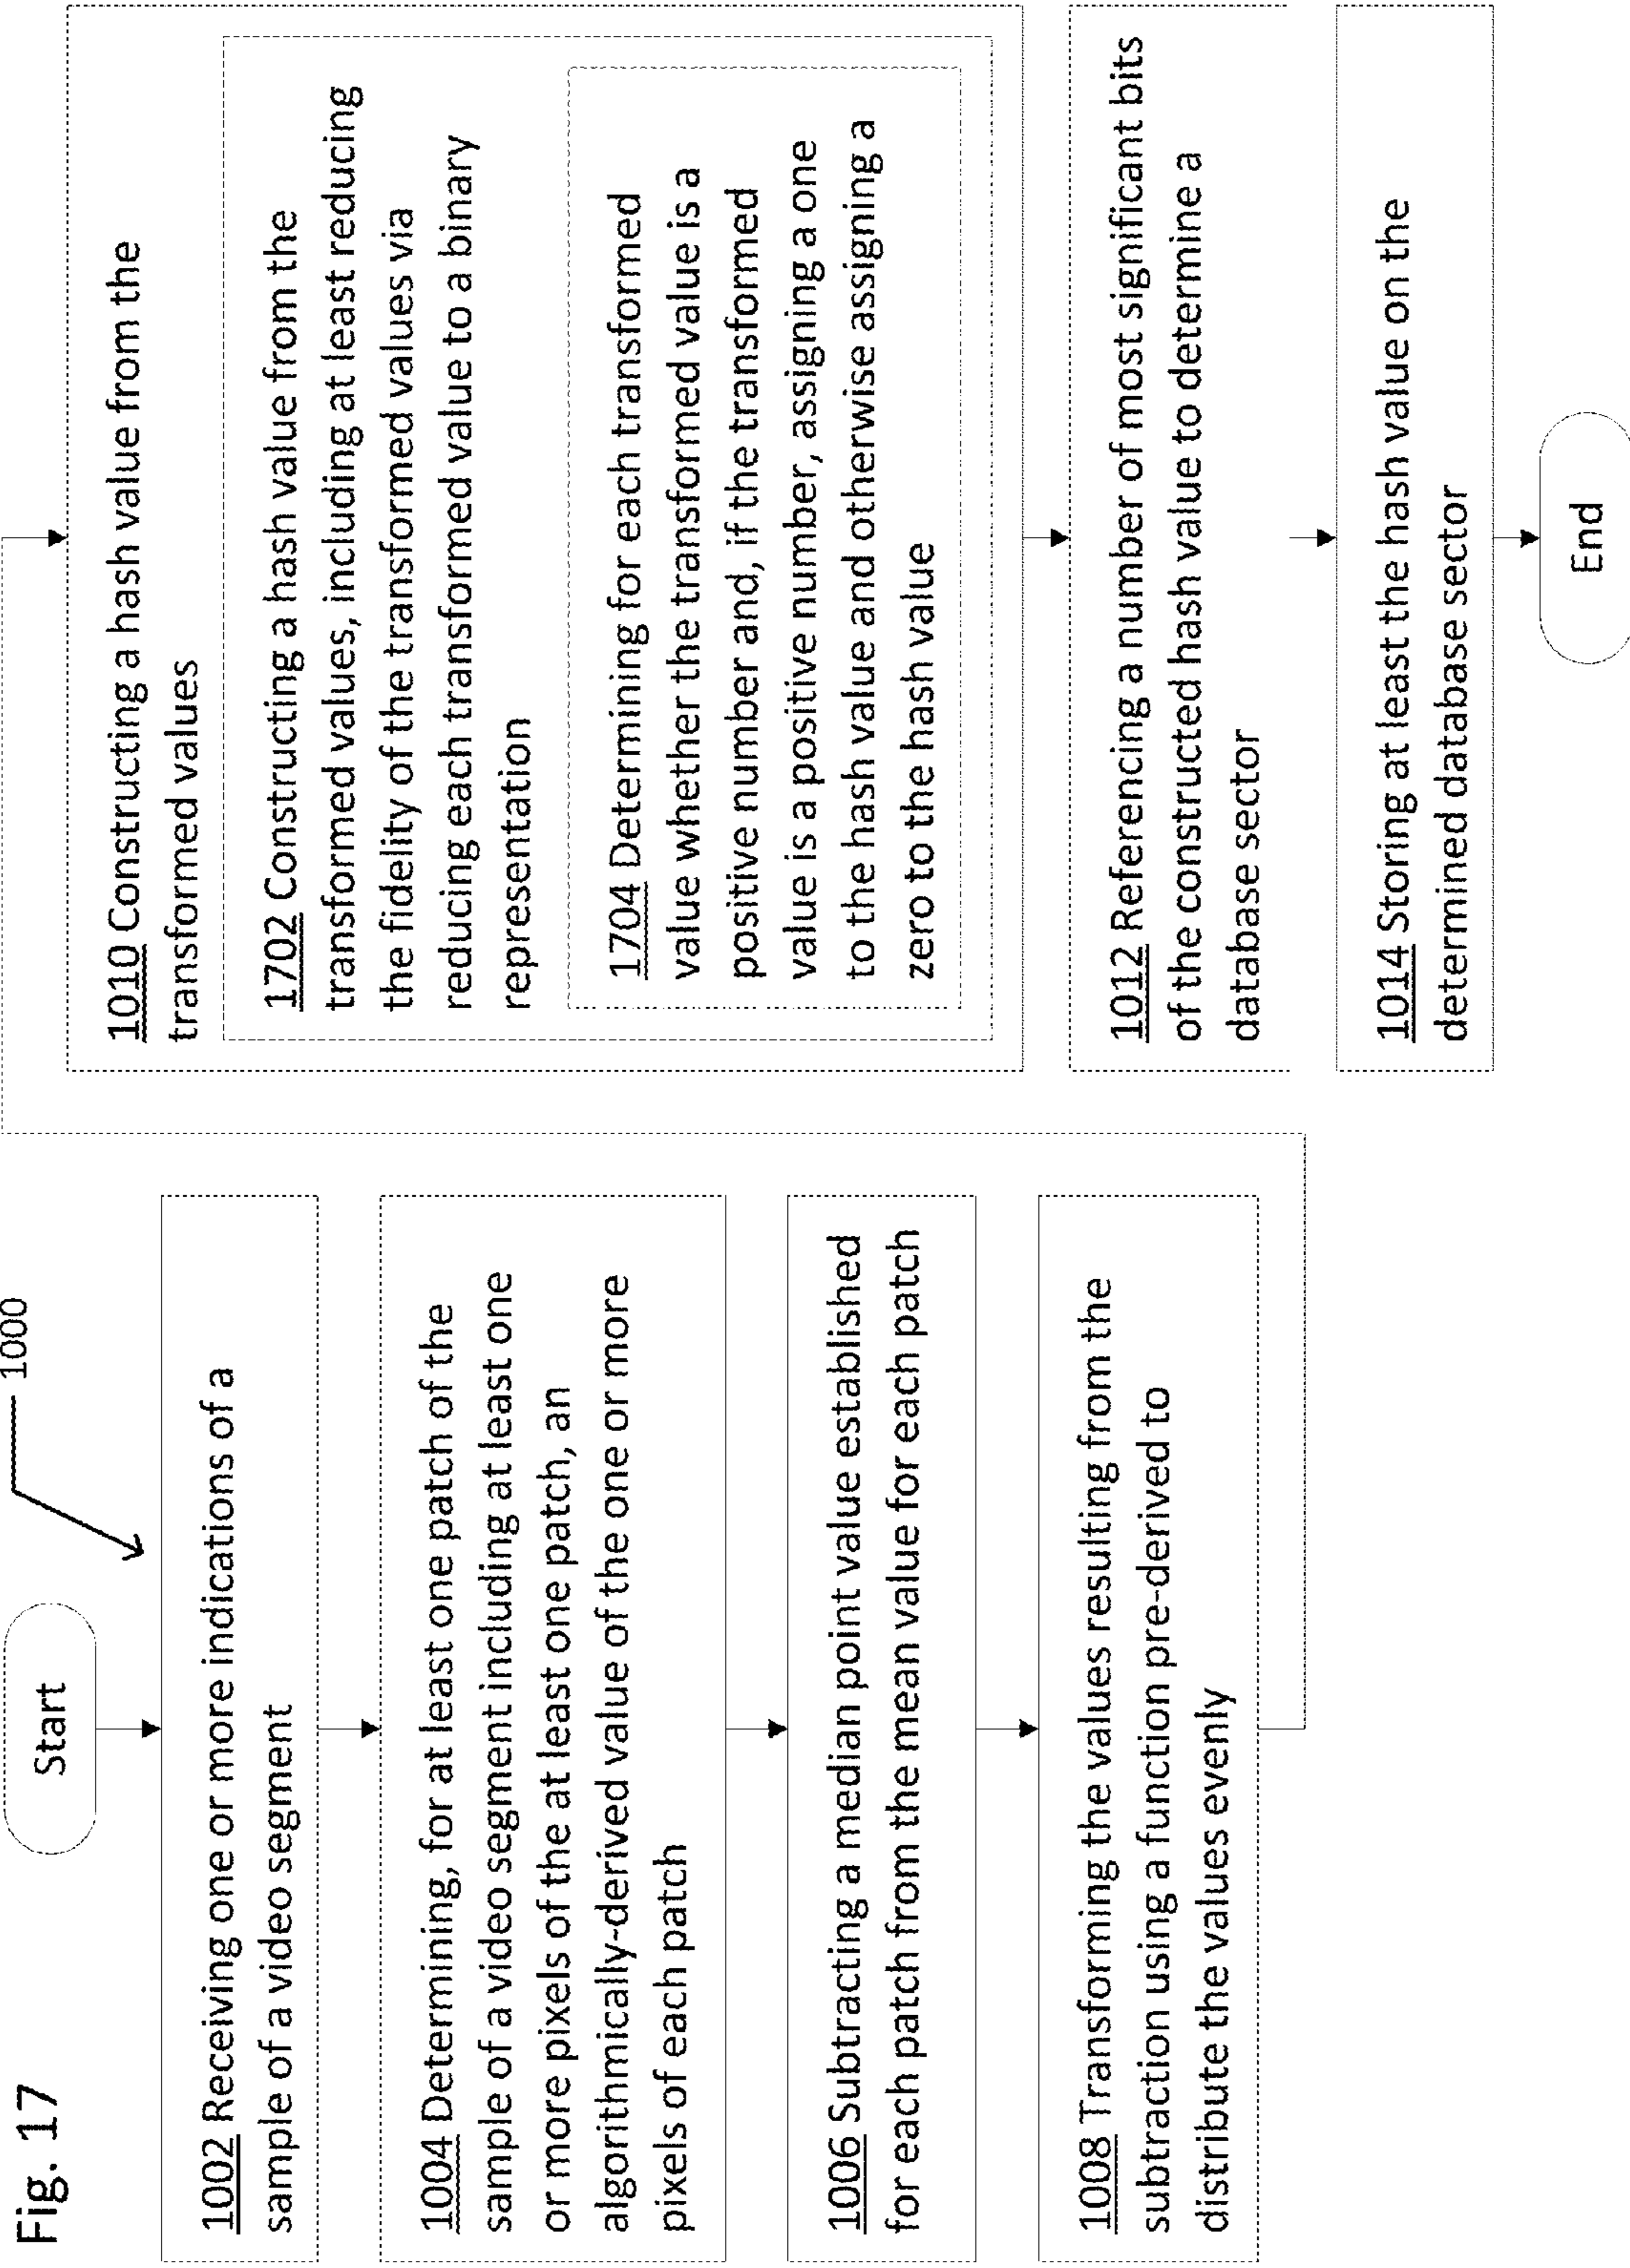 Fig. 17
1000
Start
1002 Receiving one or more indications of a
sample of a video segment
1004 Determining, for at least one patch of the
sample of a video segment including at least one
or more pixels of the at least one patch, an
algorithmically-derived value of the one or more
pixels of each patch
1006 Subtracting a median point value established
for each patch from the mean value for each patch
1008 Transforming the values resulting from the
subtraction using a function pre-derived to
distribute the values evenly
1010 Constructing a hash value from the
transformed values
1702 Constructing a hash value from the
transformed values, including at least reducing
the fidelity of the transformed values via
reducing each transformed value to a binary
representation
1704 Determining for each transformed
value whether the transformed value is a
positive number and, if the transformed
value is a positive number, assigning a one
to the hash value and otherwise assigning a
zero to the hash value
1012 Referencing a number of most significant bits
of the constructed hash value to determine a
database sector
1014 Storing at least the hash value on the
determined database sector
End